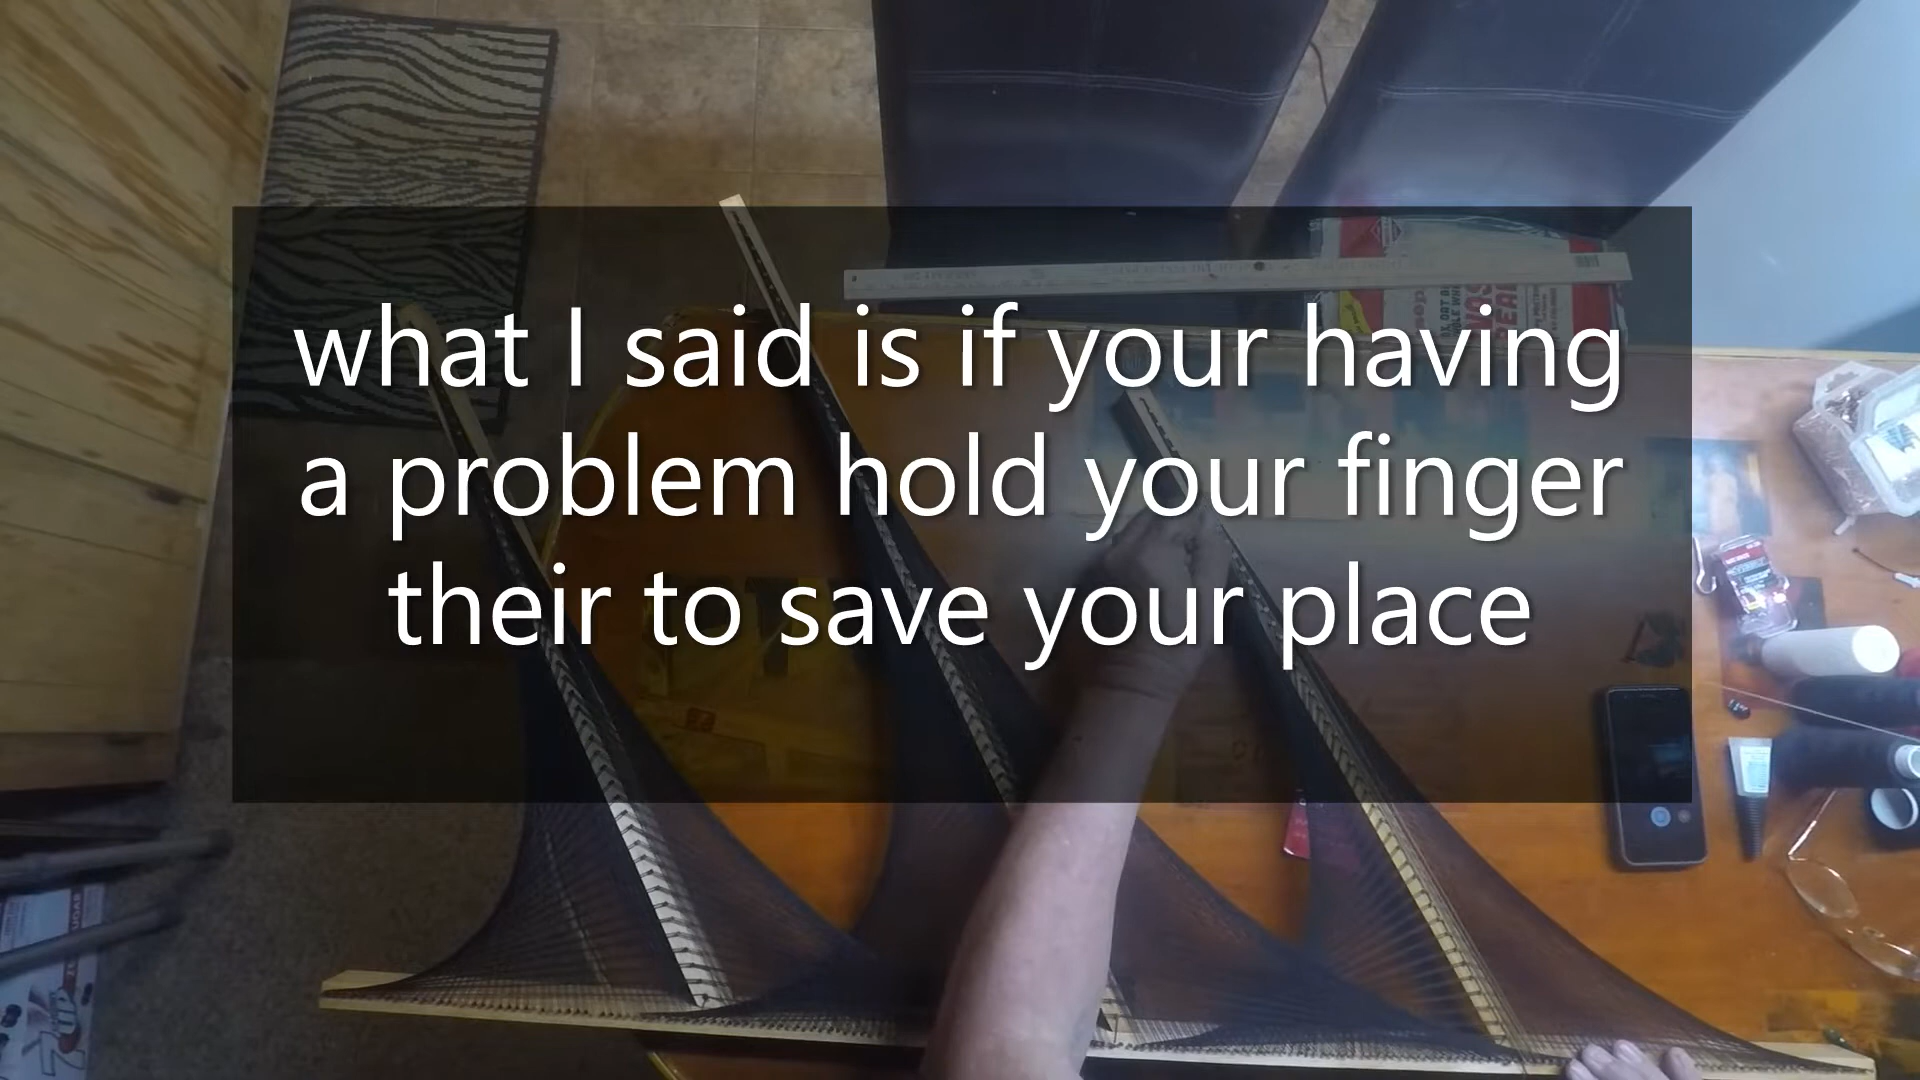 what I said is if your having
a problem hold your finger
their to save your place